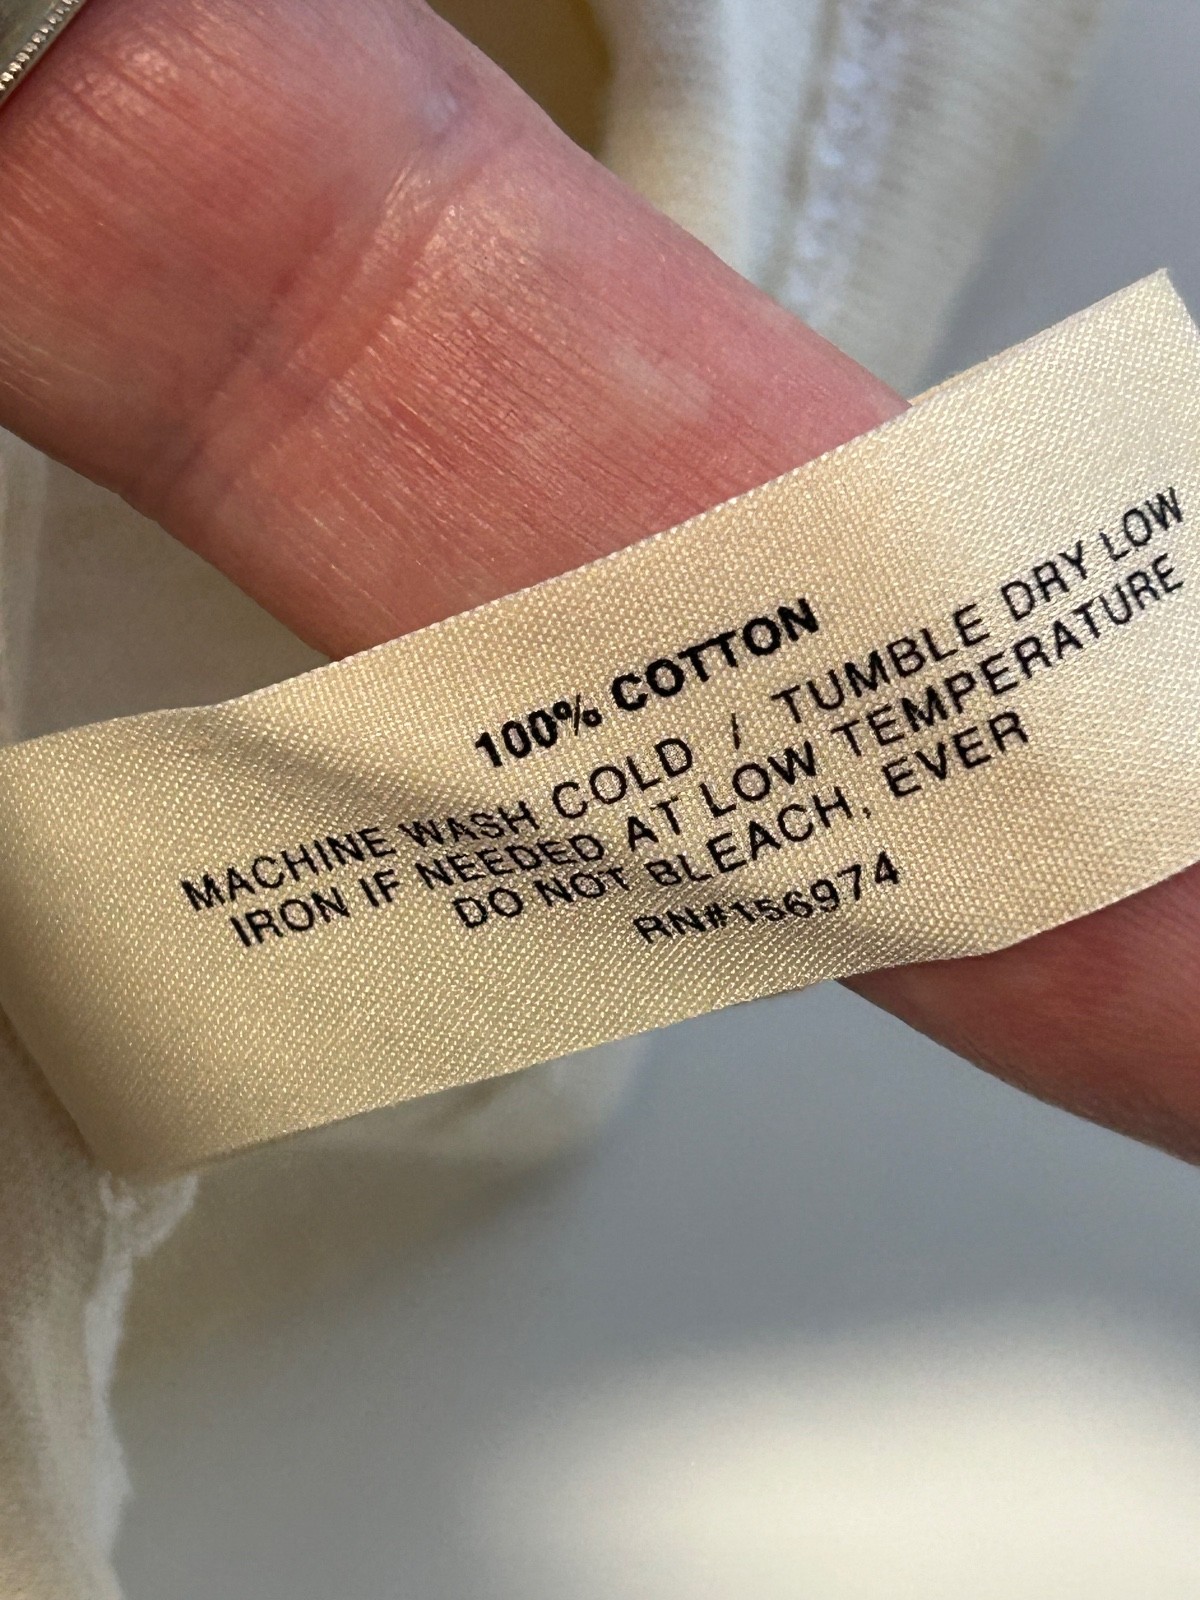 100% COTTON
MACHINE WASH COLD / TUMBLE DRY LOW
IRON IF NEEDED AT LOW TEMPERATURE
DO NOT BLEACH, EVER
RN#156974